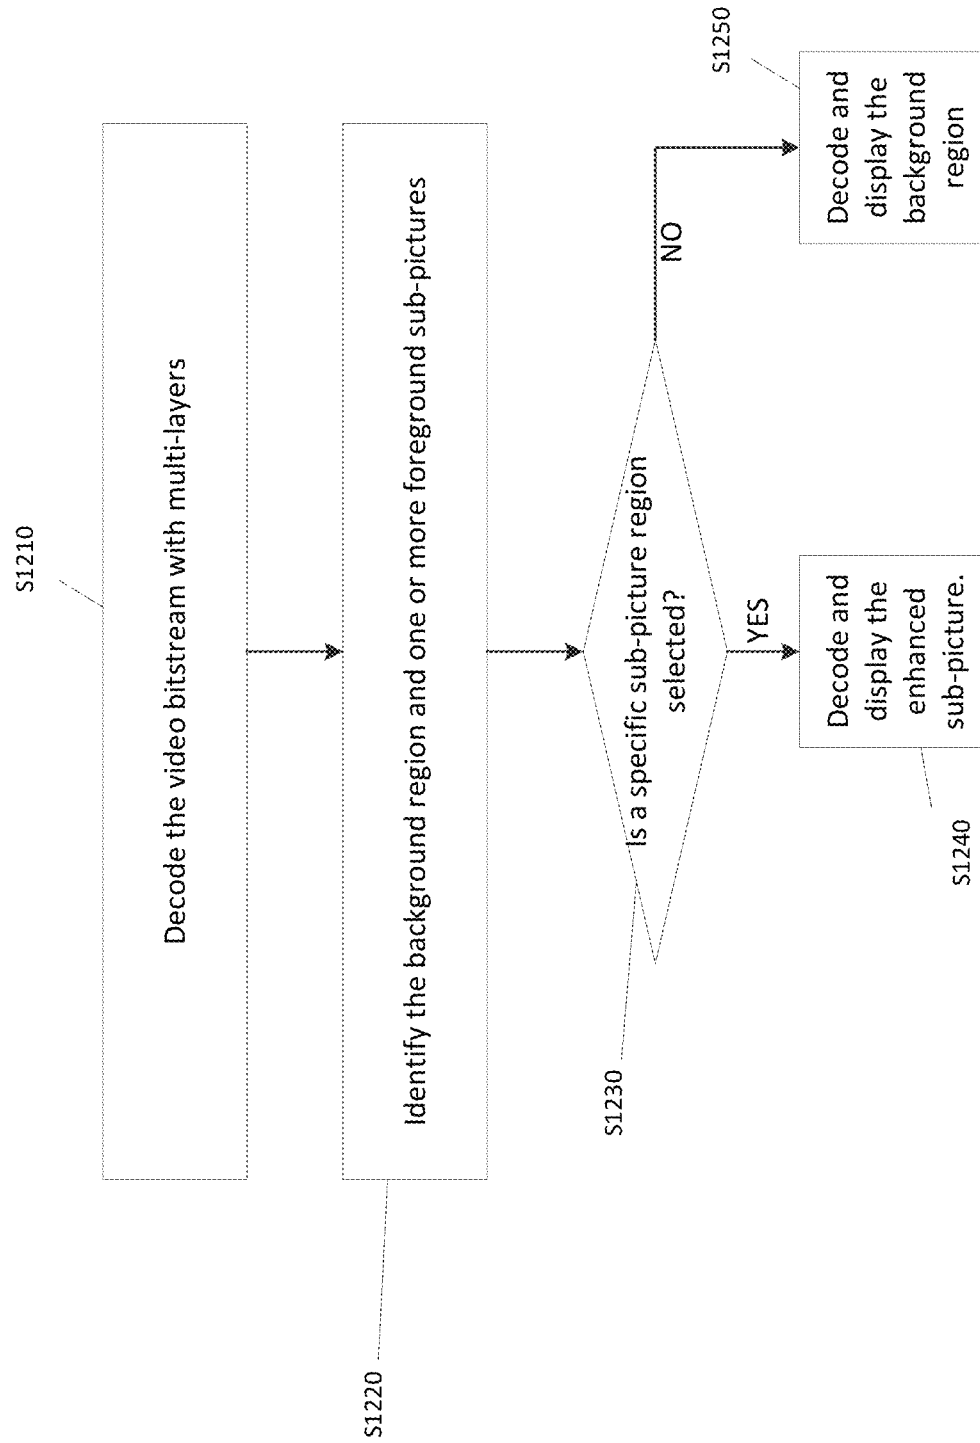 S1210
Decode the video bitstream with multi-layers
S1220
Identify the background region and one or more foreground sub-pictures
S1230
Is a specific sub-picture region
selected?
YES
NO
S1240
Decode and
display the
enhanced
sub-picture.
S1250
Decode and
display the
background
region